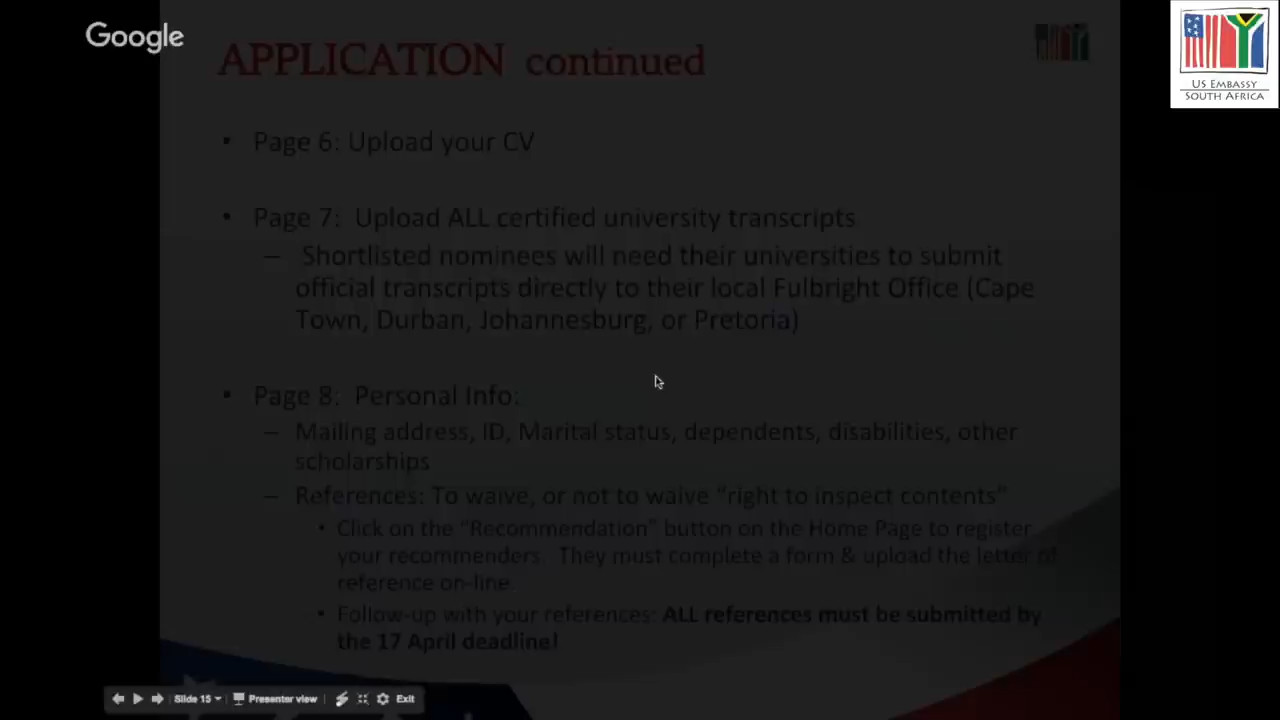 Google
US EMBASSY
SOUTH AFRICA
APPLICATION continued
• Page 6: Upload your CV
• Page 7: Upload ALL certified university transcripts
– Shortlisted nominees will need their universities to submit
official transcripts directly to their local Fulbright Office (Cape
Town, Durban, Johannesburg, or Pretoria)
• Page 8: Personal Info:
– Mailing address, ID, Marital status, dependents, disabilities, other
scholarships
– References: To waive, or not to waive “right to inspect contents”
• Click on the “Recommendation” button on the Home Page to register
your recommenders. They must complete a form & upload the letter of
reference on-line.
• Follow-up with your references: ALL references must be submitted by
the 17 April deadline!
Slide 15 Presenter view Exit